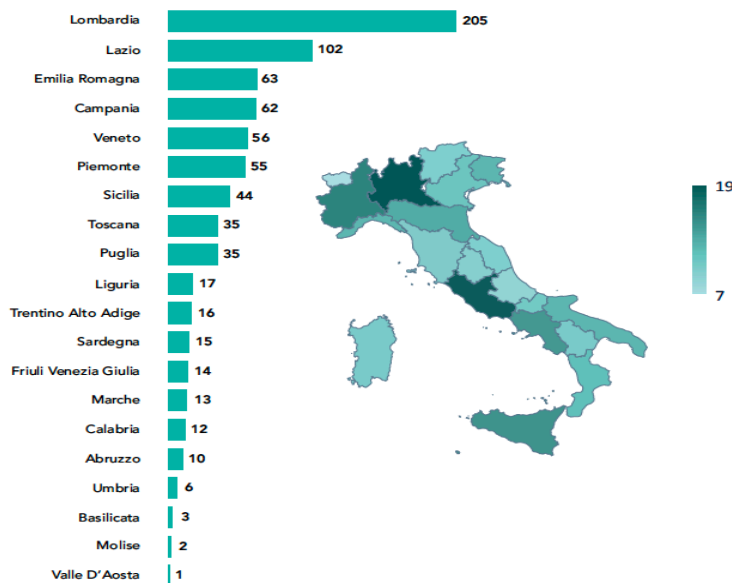 Lombardia 205
Lazio 102
Emilia Romagna 63
Campania 62
Veneto 56
Piemonte 55
Sicilia 44
Toscana 35
Puglia 35
Liguria 17
Trentino Alto Adige 16
Sardegna 15
Friuli Venezia Giulia 14
Marche 13
Calabria 12
Abruzzo 10
Umbria 6
Basilicata 3
Molise 2
Valle D'Aosta 1
19
7